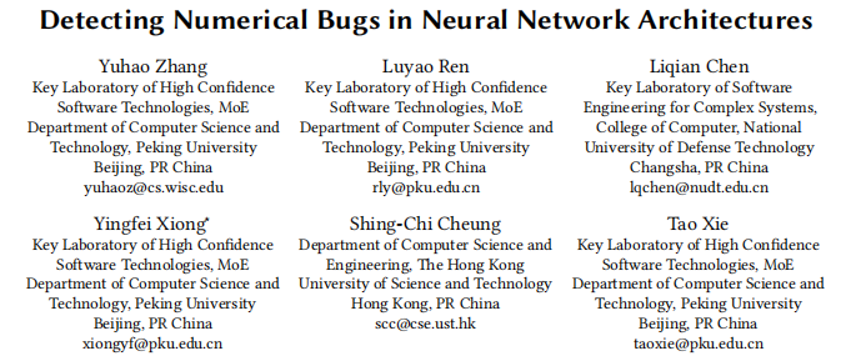 Detecting Numerical Bugs in Neural Network Architectures
Yuhao Zhang
Key Laboratory of High Confidence
Software Technologies, MoE
Department of Computer Science and
Technology, Peking University
Beijing, PR China
yuhaoz@cs.wisc.edu
Luyao Ren
Key Laboratory of High Confidence
Software Technologies, MoE
Department of Computer Science and
Technology, Peking University
Beijing, PR China
rly@pku.edu.cn
Liqian Chen
Key Laboratory of Software
Engineering for Complex Systems,
College of Computer, National
University of Defense Technology
Changsha, PR China
lqchen@nudt.edu.cn
Yingfei Xiong*
Key Laboratory of High Confidence
Software Technologies, MoE
Department of Computer Science and
Technology, Peking University
Beijing, PR China
xiongyf@pku.edu.cn
Shing-Chi Cheung
Department of Computer Science and
Engineering, The Hong Kong
University of Science and Technology
Hong Kong, PR China
scc@cse.ust.hk
Tao Xie
Key Laboratory of High Confidence
Software Technologies, MoE
Department of Computer Science and
Technology, Peking University
Beijing, PR China
taoxie@pku.edu.cn